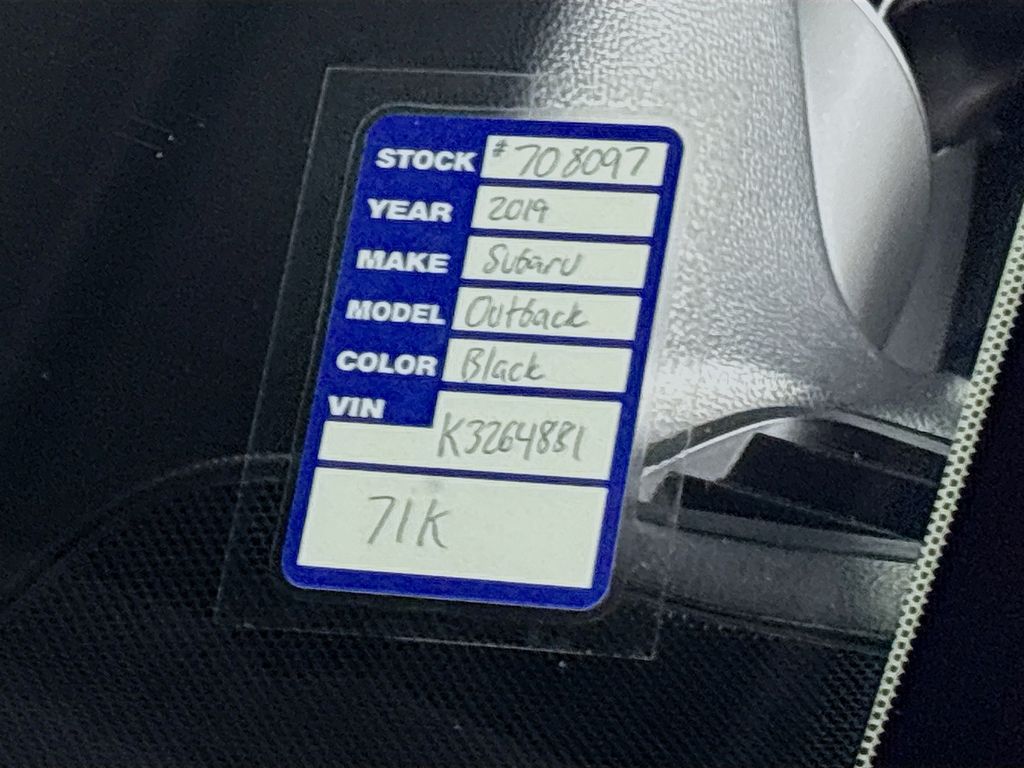 STOCK #708097
YEAR 2019
MAKE Subaru
MODEL Outback
COLOR Black
VIN K3264881
71K